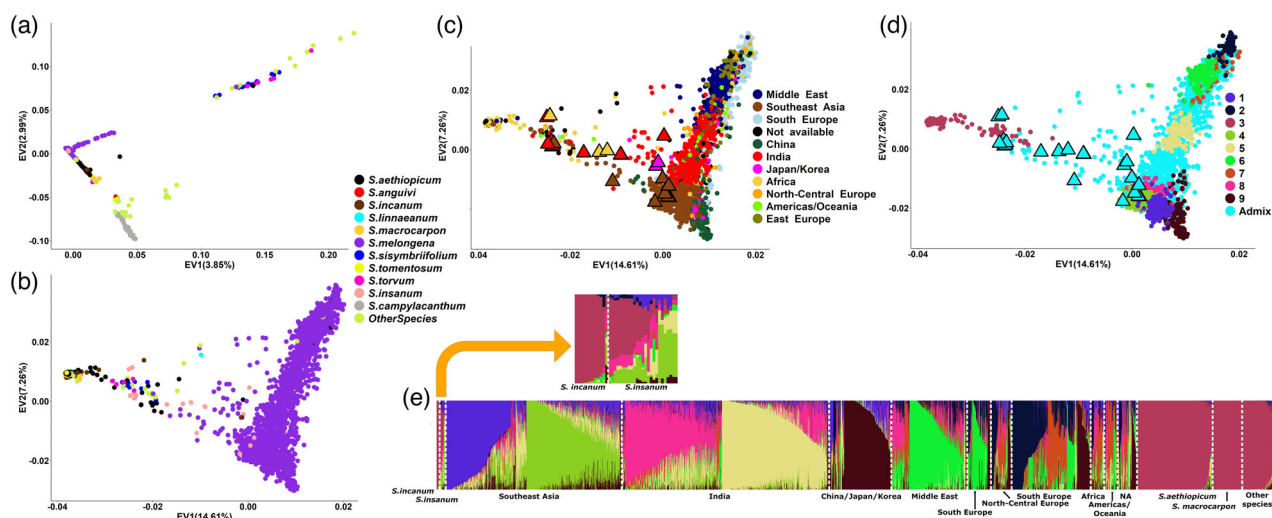 (a)
0.10
0.05
0.00
-0.05
-0.10
EV2(2.99%)
0.00
0.05
0.10
0.15
0.20
EV1(3.85%)
S.aethiopicum
S.anguivi
S.incanum
S.linnaeanum
S.macrocarpon
S.melongena
S.sisymbriifolium
S.tomentosum
S.torvum
S.insanum
S.campylacanthum
OtherSpecies
(b)
0.02
0.00
-0.02
EV2(7.26%)
-0.04
-0.02
0.00
0.02
EV1(14.61%)
(c)
0.02
0.00
-0.02
EV2(7.26%)
-0.04
-0.02
0.00
0.02
EV1(14.61%)
Middle East
Southeast Asia
South Europe
Not available
China
India
Japan/Korea
Africa
North-Central Europe
Americas/Oceania
East Europe
(d)
0.02
0.00
-0.02
EV2(7.26%)
-0.04
-0.02
0.00
0.02
EV1(14.61%)
1
2
3
4
5
6
7
8
9
Admix
S. incanum
S.insanum
(e)
S.incanum
S.insanum
Southeast Asia
India
China/Japan/Korea
Middle East
South Europe
North-Central Europe
South Europe
Africa
Americas/
Oceania
NA
S.aethiopicum
S. macrocarpon
Other
species